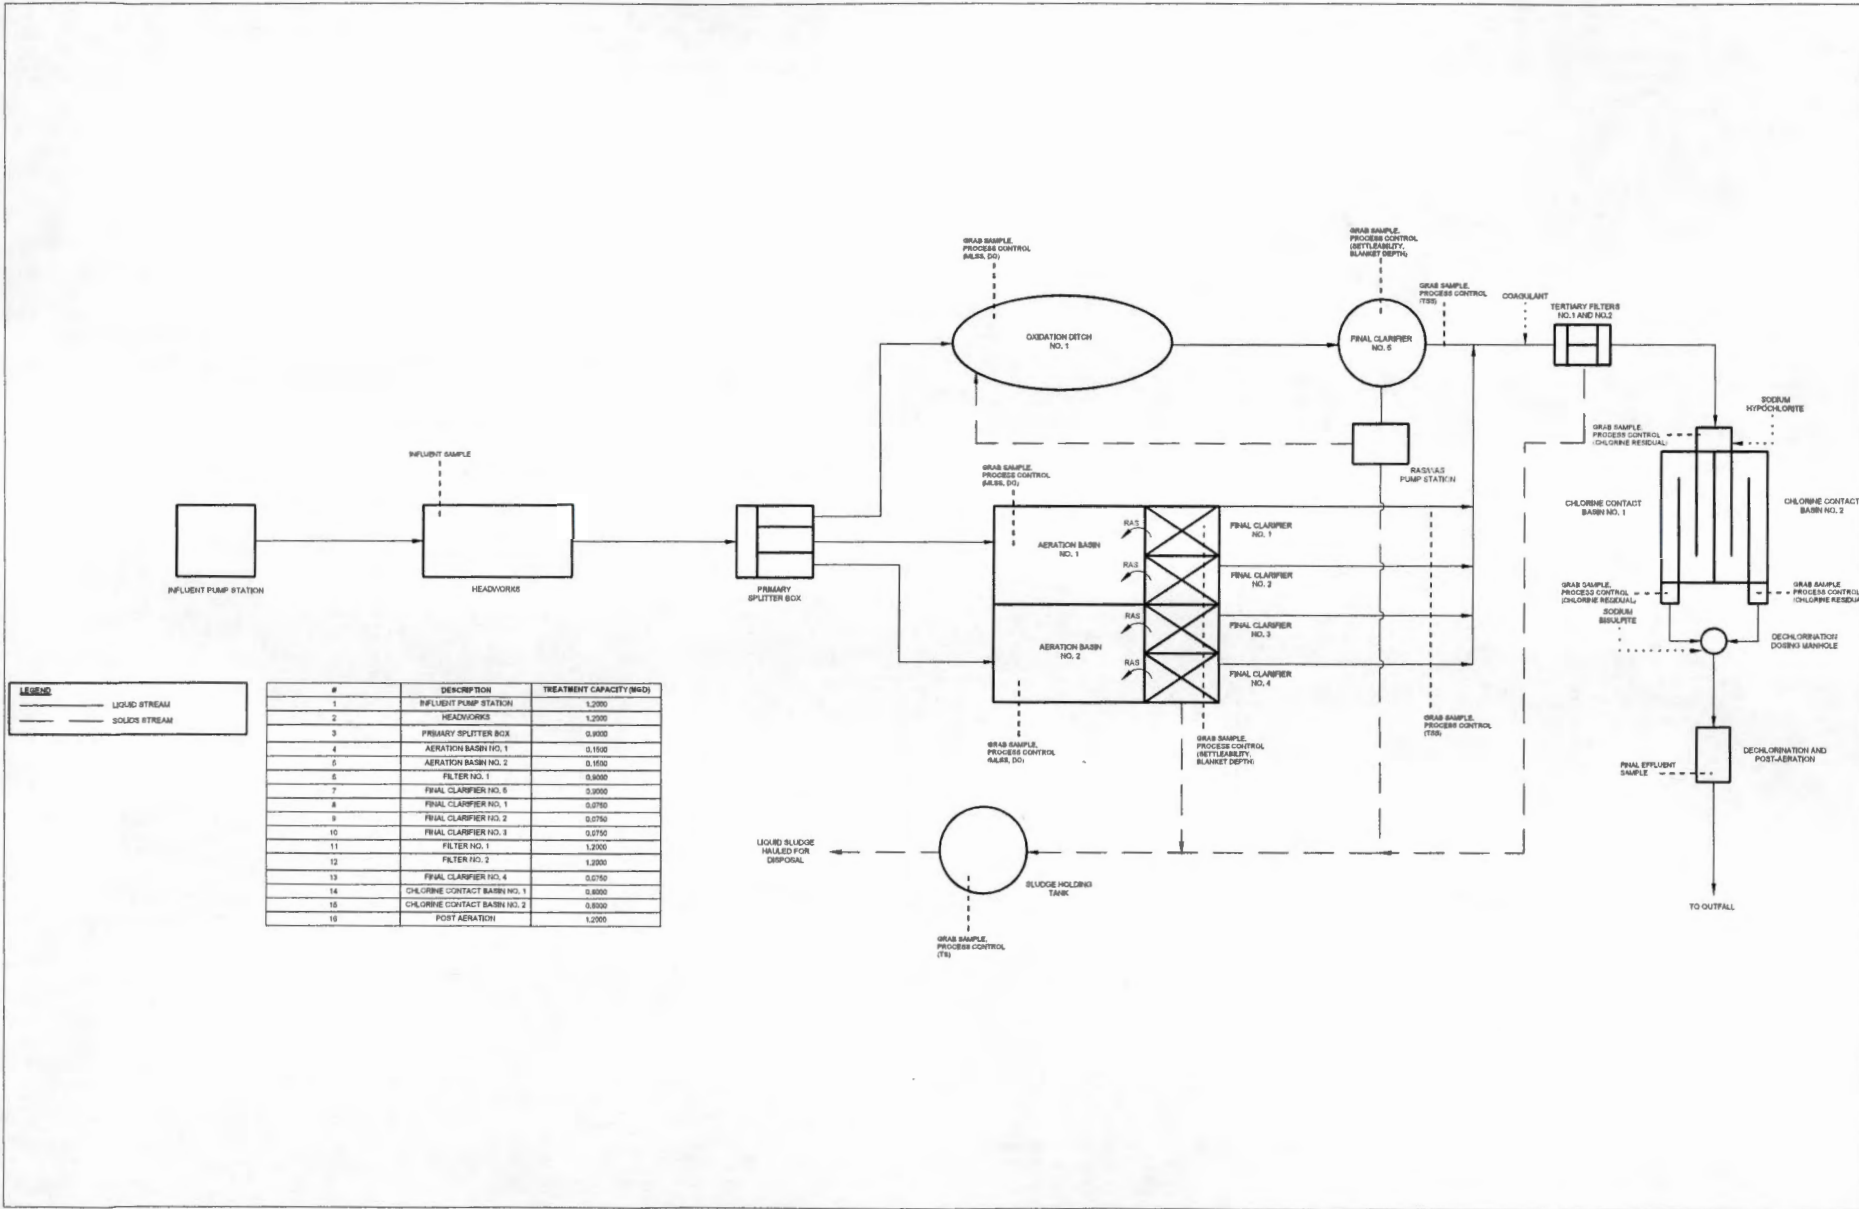 GRAB SAMPLE,
PROCESS CONTROL
(MLSS, DO)
GRAB SAMPLE,
PROCESS CONTROL
(SETTLEABILITY,
BLANKET DEPTH)
GRAB SAMPLE,
PROCESS CONTROL
(TSS)
COAGULANT
TERTIARY FILTERS
NO.1 AND NO.2
OXIDATION DITCH
NO. 1
FINAL CLARIFIER
NO. 5
SODIUM
HYPOCHLORITE
GRAB SAMPLE,
PROCESS CONTROL
(CHLORINE RESIDUAL)
INFLUENT SAMPLE
GRAB SAMPLE,
PROCESS CONTROL
(MLSS, DO)
RAS/WAS
PUMP STATION
CHLORINE CONTACT
BASIN NO. 1
CHLORINE CONTACT
BASIN NO. 2
INFLUENT PUMP STATION
HEADWORKS
PRIMARY
SPLITTER BOX
AERATION BASIN
NO. 1
RAS
FINAL CLARIFIER
NO. 1
RAS
FINAL CLARIFIER
NO. 2
AERATION BASIN
NO. 2
RAS
FINAL CLARIFIER
NO. 3
RAS
FINAL CLARIFIER
NO. 4
GRAB SAMPLE,
PROCESS CONTROL
(CHLORINE RESIDUAL)
GRAB SAMPLE
PROCESS CONTROL
(CHLORINE RESIDUA
SODIUM
BISULFITE
DECHLORINATION
DOSING MANHOLE
LEGEND
LIQUID STREAM
SOLIDS STREAM
# DESCRIPTION TREATMENT CAPACITY (MGD)
1 INFLUENT PUMP STATION 1.2000
2 HEADWORKS 1.2000
3 PRIMARY SPLITTER BOX 0.9000
4 AERATION BASIN NO. 1 0.1500
5 AERATION BASIN NO. 2 0.1500
6 FILTER NO. 1 0.9000
7 FINAL CLARIFIER NO. 5 0.9000
8 FINAL CLARIFIER NO. 1 0.0750
9 FINAL CLARIFIER NO. 2 0.0750
10 FINAL CLARIFIER NO. 3 0.0750
11 FILTER NO. 1 1.2000
12 FILTER NO. 2 1.2000
13 FINAL CLARIFIER NO. 4 0.0750
14 CHLORINE CONTACT BASIN NO. 1 0.6000
15 CHLORINE CONTACT BASIN NO. 2 0.6000
16 POST AERATION 1.2000
GRAB SAMPLE,
PROCESS CONTROL
(MLSS, DO)
GRAB SAMPLE,
PROCESS CONTROL
(SETTLEABILITY,
BLANKET DEPTH)
GRAB SAMPLE,
PROCESS CONTROL
(TSS)
DECHLORINATION AND
POST-AERATION
FINAL EFFLUENT
SAMPLE
LIQUID SLUDGE
HAULED FOR
DISPOSAL
SLUDGE HOLDING
TANK
GRAB SAMPLE,
PROCESS CONTROL
(TS)
TO OUTFALL